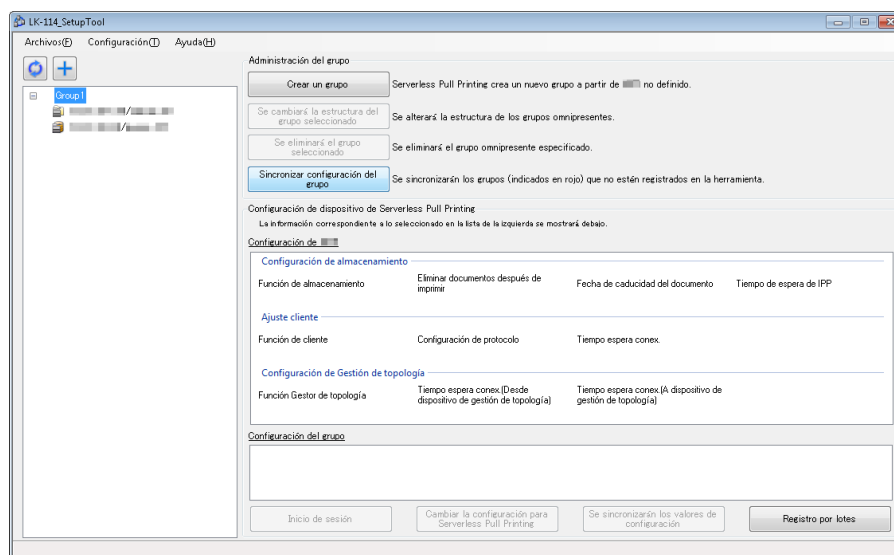 LK-114_SetupTool
Archivos(F) Configuración(T) Ayuda(H)
Administración del grupo
Crear un grupo
Serverless Pull Printing crea un nuevo grupo a partir de no definido.
Group1
Se cambiará la estructura del
grupo seleccionado
Se alterará la estructura de los grupos omnipresentes.
Se eliminará el grupo
seleccionado
Se eliminará el grupo omnipresente especificado.
Sincronizar configuración del
grupo
Se sincronizarán los grupos (indicados en rojo) que no estén registrados en la herramienta.
Configuración de dispositivo de Serverless Pull Printing
La información correspondiente a lo seleccionado en la lista de la izquierda se mostrará debajo.
Configuración de
Configuración de almacenamiento
Función de almacenamiento
Eliminar documentos después de
imprimir
Fecha de caducidad del documento
Tiempo de espera de IPP
Ajuste cliente
Función de cliente
Configuración de protocolo
Tiempo espera conex.
Configuración de Gestión de topología
Función Gestor de topología
Tiempo espera conex.(Desde
dispositivo de gestión de topología)
Tiempo espera conex.(A dispositivo de
gestión de topología)
Configuración del grupo
Inicio de sesión
Cambiar la configuración para
Serverless Pull Printing
Se sincronizarán los valores de
configuración
Registro por lotes